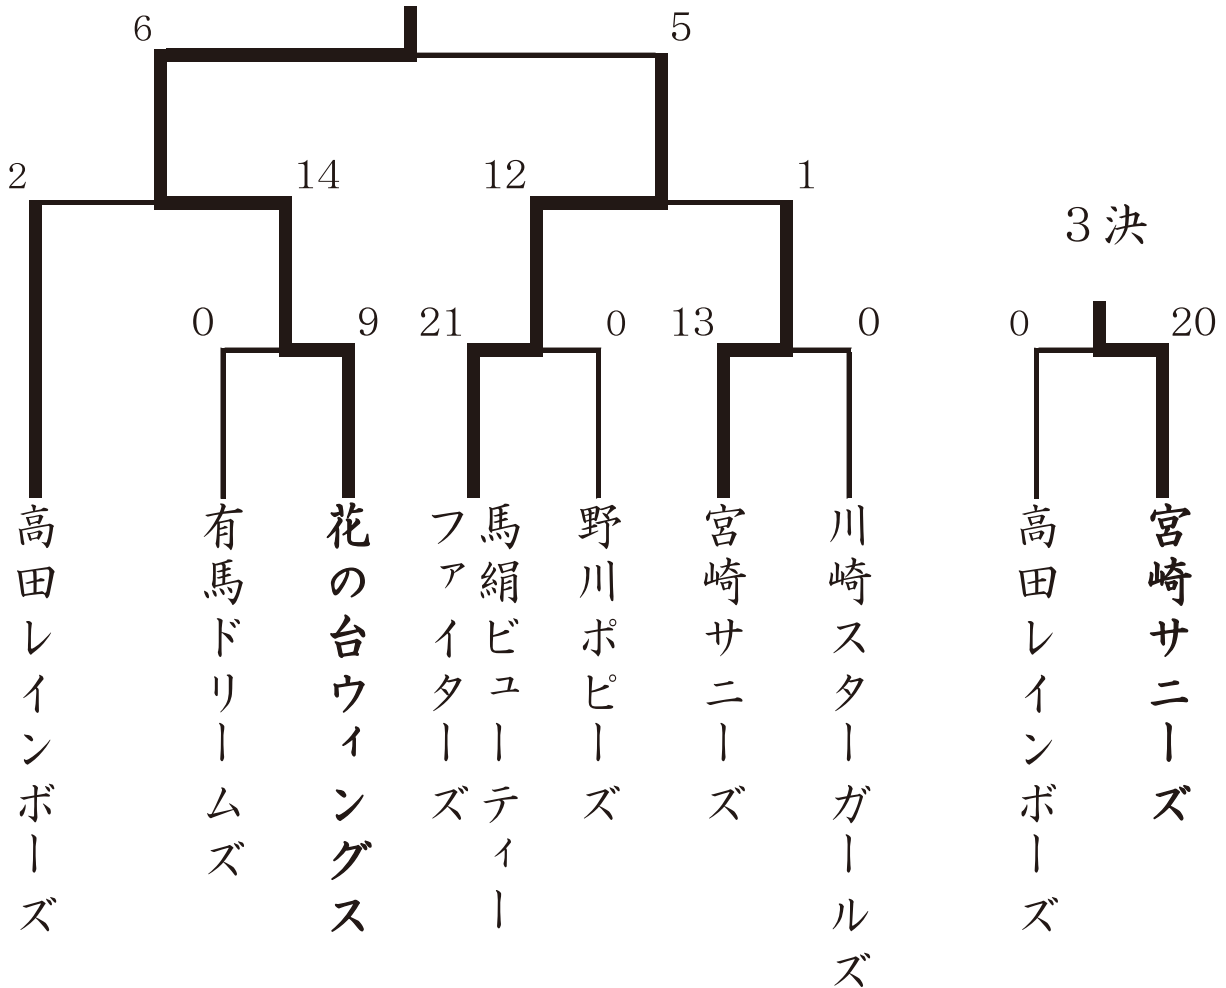 6
5
2
14
12
1
3決
0
9
21
0
13
0
0
20
高田レインボーズ
有馬ドリームズ
花の台ウィングス
馬絹ビューティー
ファイターズ
野川ポピーズ
宮崎サニーズ
川崎スターガールズ
高田レインボーズ
宮崎サニーズ